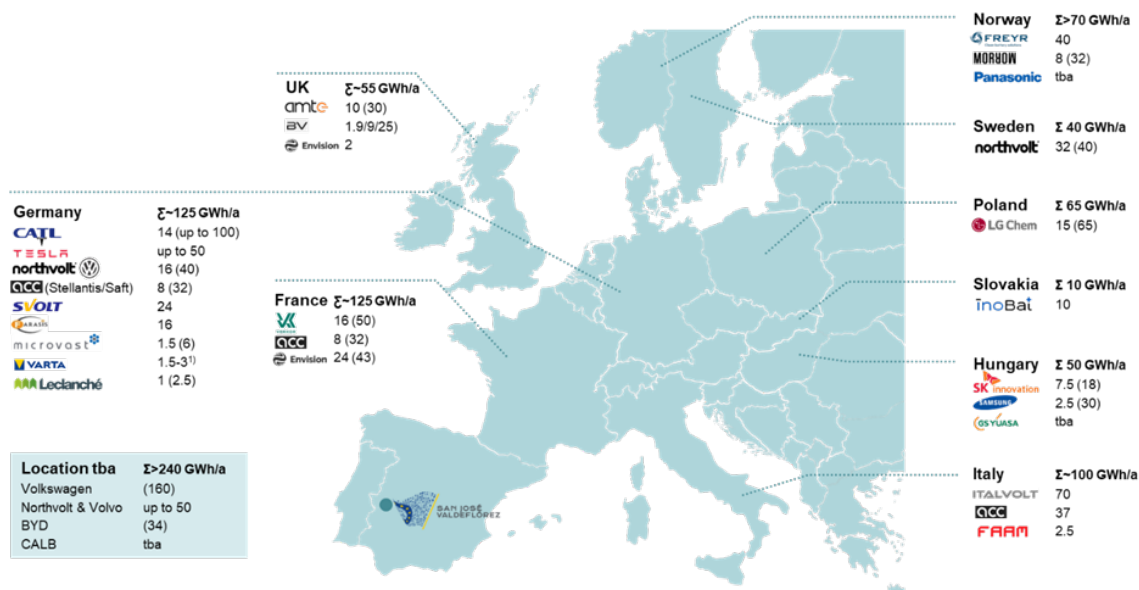 Norway Σ>70 GWh/a
FREYR 40
MORROW 8 (32)
Panasonic tba
UK Σ~55 GWh/a
amte 10 (30)
BV 1.9/9/25)
Envision 2
Sweden Σ 40 GWh/a
northvolt 32 (40)
Germany Σ~125 GWh/a
CATL 14 (up to 100)
TESLA up to 50
northvolt 16 (40)
acc (Stellantis/Saft) 8 (32)
SVOLT 24
FARASIS 16
microvast 1.5 (6)
VARTA 1.5-3¹⁾
Leclanché 1 (2.5)
Poland Σ 65 GWh/a
LG Chem 15 (65)
France Σ~125 GWh/a
16 (50)
acc 8 (32)
Envision 24 (43)
Slovakia Σ 10 GWh/a
inoBat 10
Hungary Σ 50 GWh/a
SK innovation 7.5 (18)
SAMSUNG 2.5 (30)
GS YUASA tba
Location tba Σ>240 GWh/a
Volkswagen (160)
Northvolt & Volvo up to 50
BYD (34)
CALB tba
SAN JOSÉ
VALDEFLÓREZ
Italy Σ~100 GWh/a
ITALVOLT 70
acc 37
FAAM 2.5